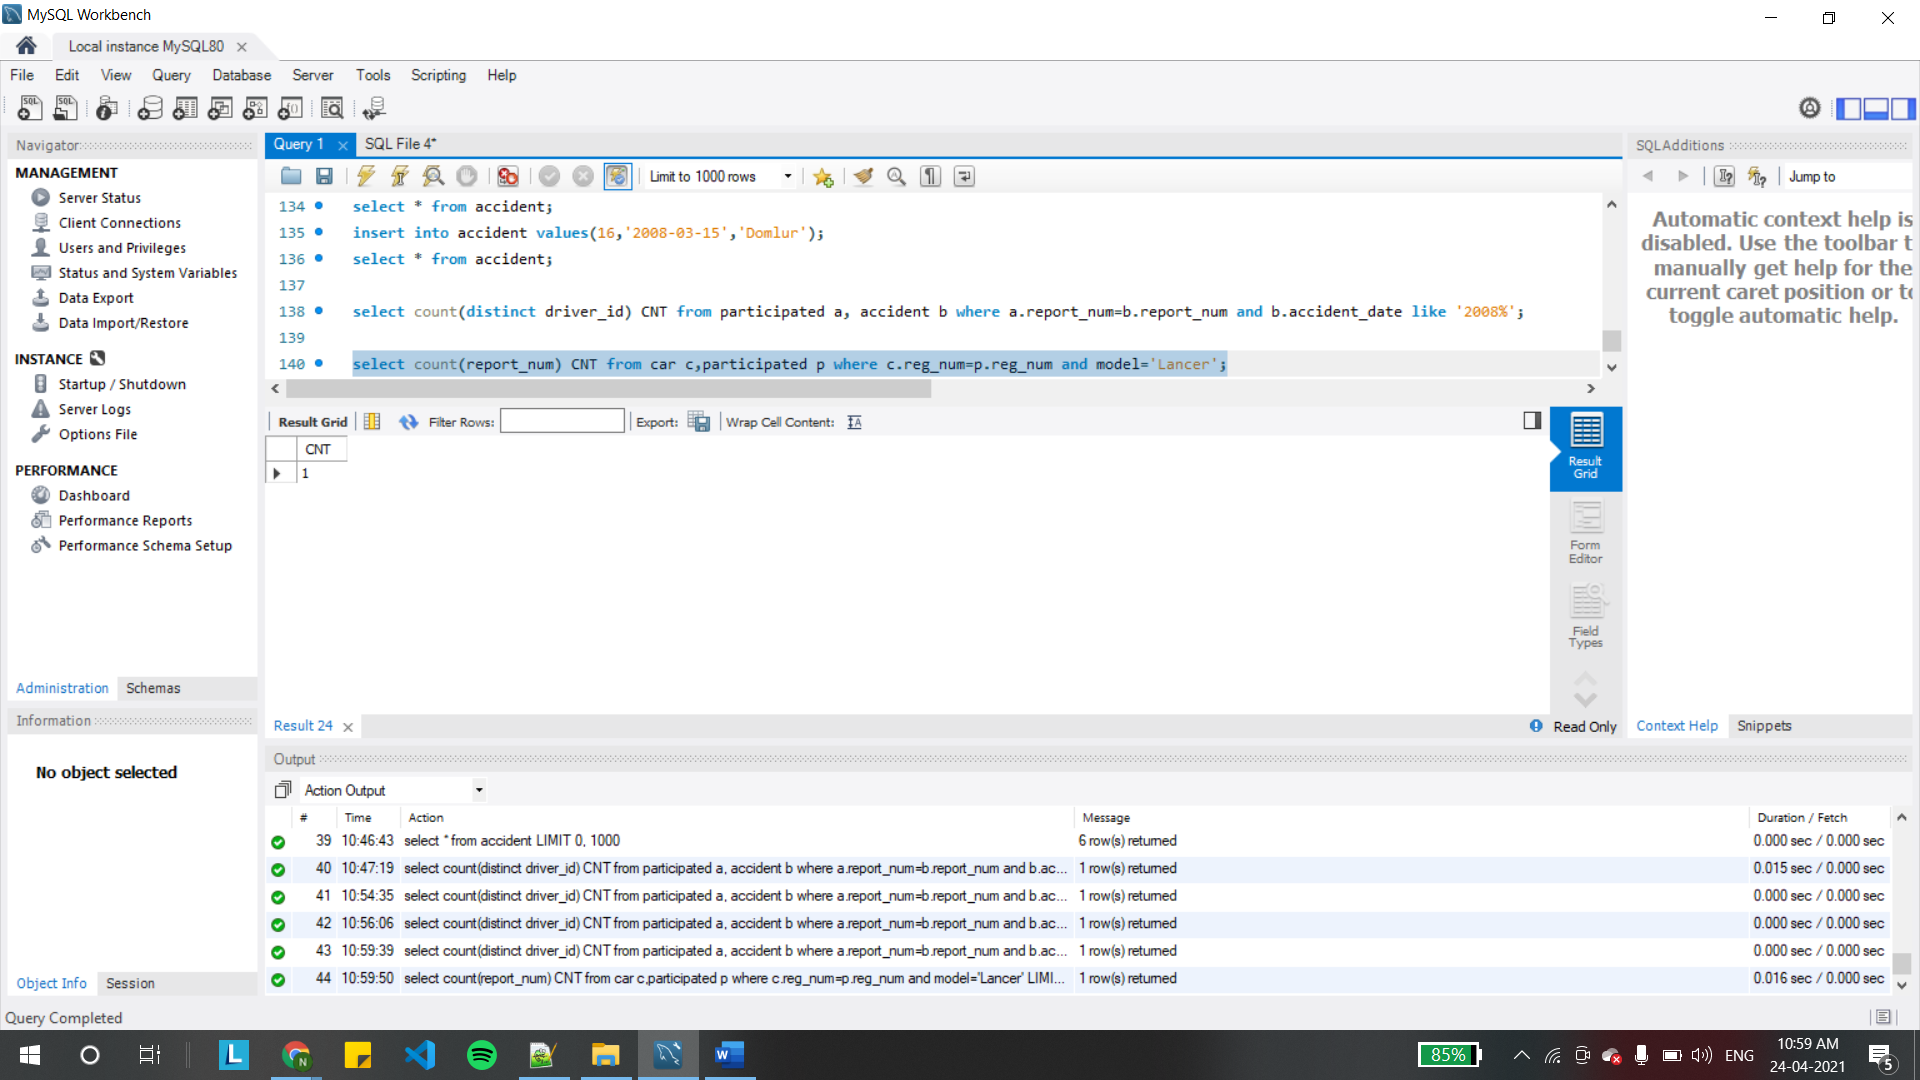 MySQL Workbench
Local instance MySQL80
File Edit View Query Database Server Tools Scripting Help
Navigator
MANAGEMENT
Server Status
Client Connections
Users and Privileges
Status and System Variables
Data Export
Data Import/Restore
INSTANCE
Startup / Shutdown
Server Logs
Options File
PERFORMANCE
Dashboard
Performance Reports
Performance Schema Setup
Administration Schemas
Information
No object selected
Object Info Session
Query Completed
Query 1 SQL File 4*
Limit to 1000 rows
134 select * from accident;
135 insert into accident values(16,'2008-03-15','Domlur');
136 select * from accident;
137
138 select count(distinct driver_id) CNT from participated a, accident b where a.report_num=b.report_num and b.accident_date like '2008%';
139
140 select count(report_num) CNT from car c,participated p where c.reg_num=p.reg_num and model='Lancer';
Result Grid Filter Rows: Export: Wrap Cell Content:
CNT
1
Result Grid
Form Editor
Field Types
Result 24 Read Only
SQLAdditions
Jump to
Automatic context help is
disabled. Use the toolbar t
manually get help for the
current caret position or to
toggle automatic help.
Context Help Snippets
Output
Action Output
# Time Action Message Duration / Fetch
39 10:46:43 select * from accident LIMIT 0, 1000 6 row(s) returned 0.000 sec / 0.000 sec
40 10:47:19 select count(distinct driver_id) CNT from participated a, accident b where a.report_num=b.report_num and b.ac... 1 row(s) returned 0.015 sec / 0.000 sec
41 10:54:35 select count(distinct driver_id) CNT from participated a, accident b where a.report_num=b.report_num and b.ac... 1 row(s) returned 0.000 sec / 0.000 sec
42 10:56:06 select count(distinct driver_id) CNT from participated a, accident b where a.report_num=b.report_num and b.ac... 1 row(s) returned 0.000 sec / 0.000 sec
43 10:59:39 select count(distinct driver_id) CNT from participated a, accident b where a.report_num=b.report_num and b.ac... 1 row(s) returned 0.000 sec / 0.000 sec
44 10:59:50 select count(report_num) CNT from car c,participated p where c.reg_num=p.reg_num and model='Lancer' LIMI... 1 row(s) returned 0.016 sec / 0.000 sec
85% ENG 10:59 AM
24-04-2021
5